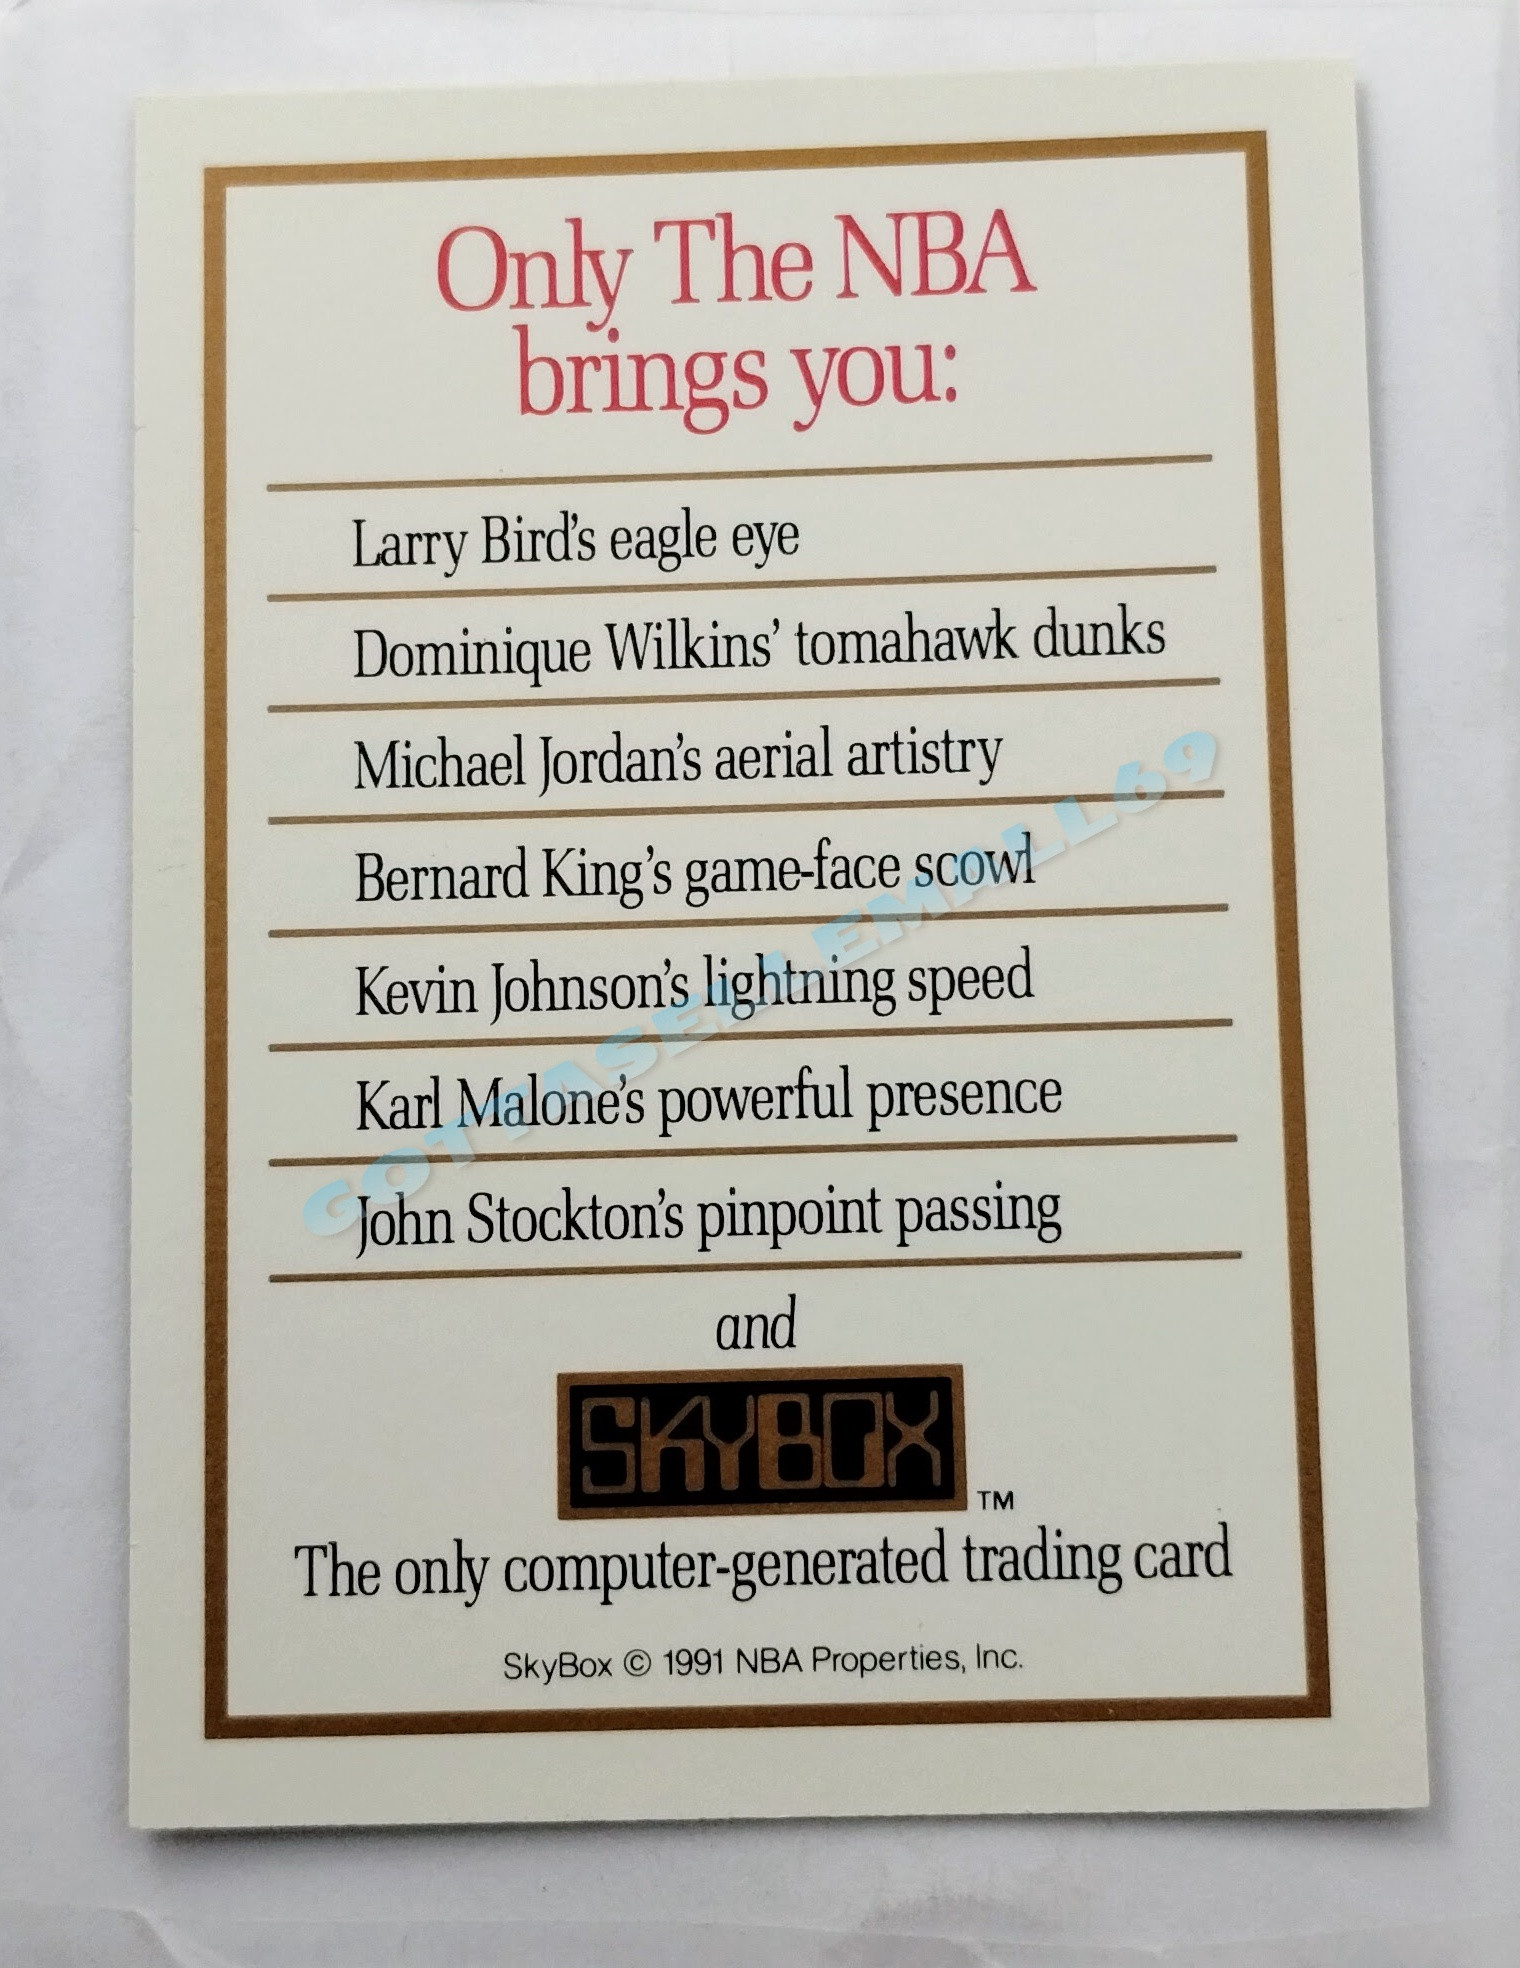 Only The NBA
brings you:
Larry Bird's eagle eye
Dominique Wilkins' tomahawk dunks
Michael Jordan's aerial artistry
Bernard King's game-face scowl
Kevin Johnson's lightning speed
Karl Malone's powerful presence
John Stockton's pinpoint passing
and
SKYBOX TM
The only computer-generated trading card
SkyBox © 1991 NBA Properties, Inc.
GOTTASELLEMALL69